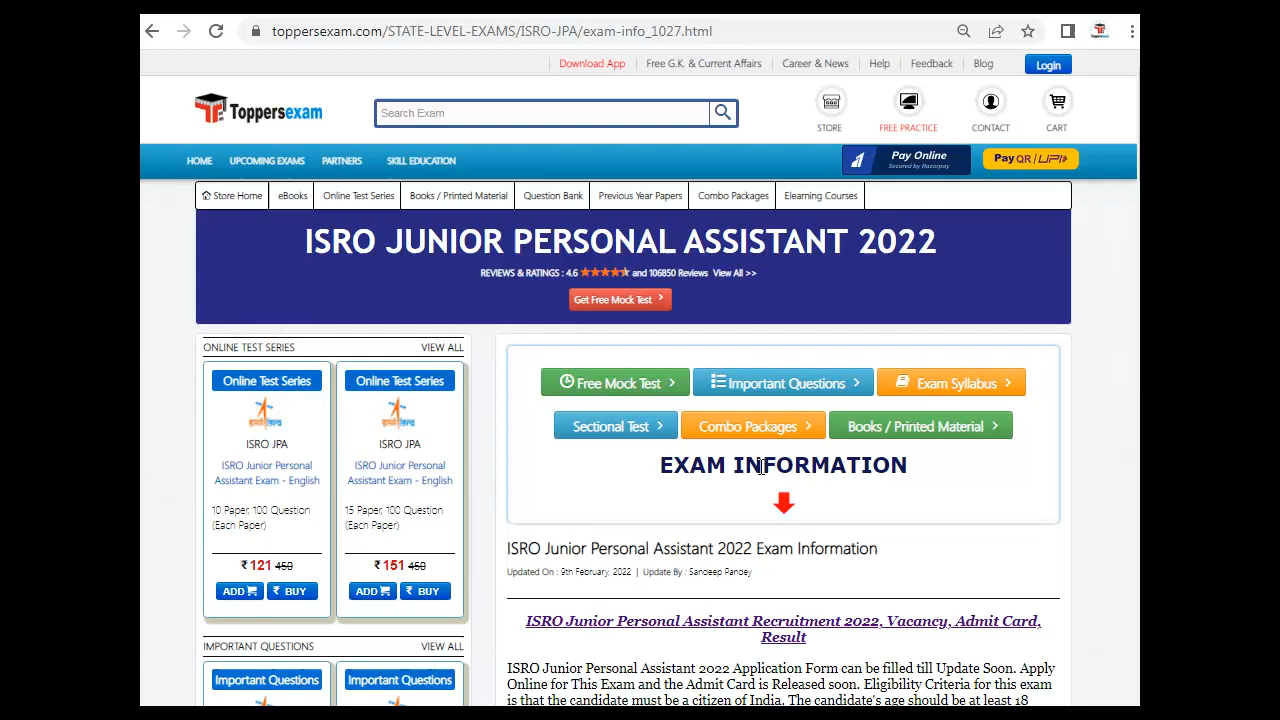 toppersexam.com/STATE-LEVEL-EXAMS/ISRO-JPA/exam-info_1027.html
Download App | Free G.K. & Current Affairs | Career & News | Help | Feedback | Blog Login
Toppersexam
Search Exam
STORE FREE PRACTICE CONTACT CART
HOME UPCOMING EXAMS PARTNERS SKILL EDUCATION
Pay Online
Secured by Razorpay
Pay QR / UPI
Store Home eBooks Online Test Series Books / Printed Material Question Bank Previous Year Papers Combo Packages Elearning Courses
ISRO JUNIOR PERSONAL ASSISTANT 2022
REVIEWS & RATINGS : 4.6 and 106850 Reviews View All >>
Get Free Mock Test
ONLINE TEST SERIES VIEW ALL
Online Test Series
ISRO JPA
ISRO Junior Personal
Assistant Exam - English
10 Paper, 100 Question
(Each Paper)
₹ 121 450
ADD ₹ BUY
Online Test Series
ISRO JPA
ISRO Junior Personal
Assistant Exam - English
15 Paper, 100 Question
(Each Paper)
₹ 151 450
ADD ₹ BUY
IMPORTANT QUESTIONS VIEW ALL
Important Questions
Important Questions
Free Mock Test Important Questions Exam Syllabus
Sectional Test Combo Packages Books / Printed Material
EXAM INFORMATION
ISRO Junior Personal Assistant 2022 Exam Information
Updated On : 9th February, 2022 | Update By : Sandeep Pandey
ISRO Junior Personal Assistant Recruitment 2022, Vacancy, Admit Card,
Result
ISRO Junior Personal Assistant 2022 Application Form can be filled till Update Soon. Apply
Online for This Exam and the Admit Card is Released soon. Eligibility Criteria for this exam
is that the candidate must be a citizen of India. The candidate's age should be at least 18